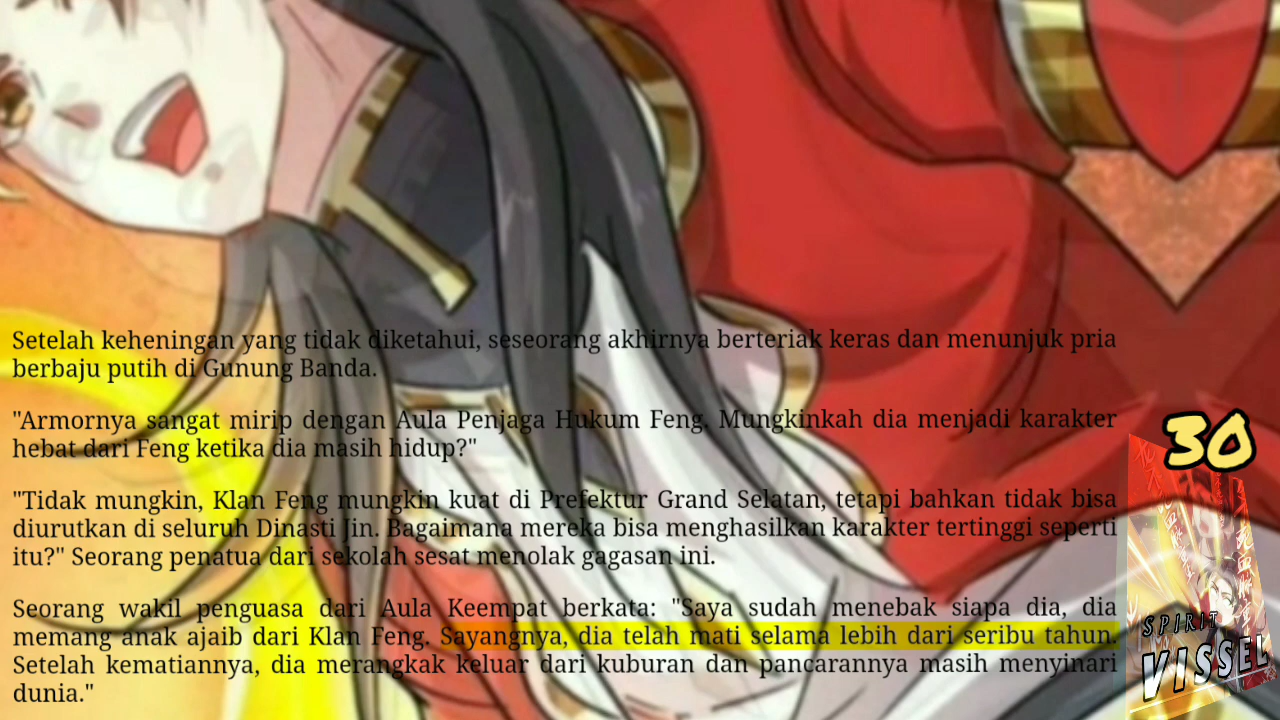 Setelah keheningan yang tidak diketahui, seseorang akhirnya berteriak keras dan menunjuk pria
berbaju putih di Gunung Banda.
"Armornya sangat mirip dengan Aula Penjaga Hukum Feng. Mungkinkah dia menjadi karakter
hebat dari Feng ketika dia masih hidup?"
"Tidak mungkin, Klan Feng mungkin kuat di Prefektur Grand Selatan, tetapi bahkan tidak bisa
diurutkan di seluruh Dinasti Jin. Bagaimana mereka bisa menghasilkan karakter tertinggi seperti
itu?" Seorang penatua dari sekolah sesat menolak gagasan ini.
Seorang wakil penguasa dari Aula Keempat berkata: "Saya sudah menebak siapa dia, dia
memang anak ajaib dari Klan Feng. Sayangnya, dia telah mati selama lebih dari seribu tahun.
Setelah kematiannya, dia merangkak keluar dari kuburan dan pancarannya masih menyinari
dunia."
30
SPIRIT
VISSEL